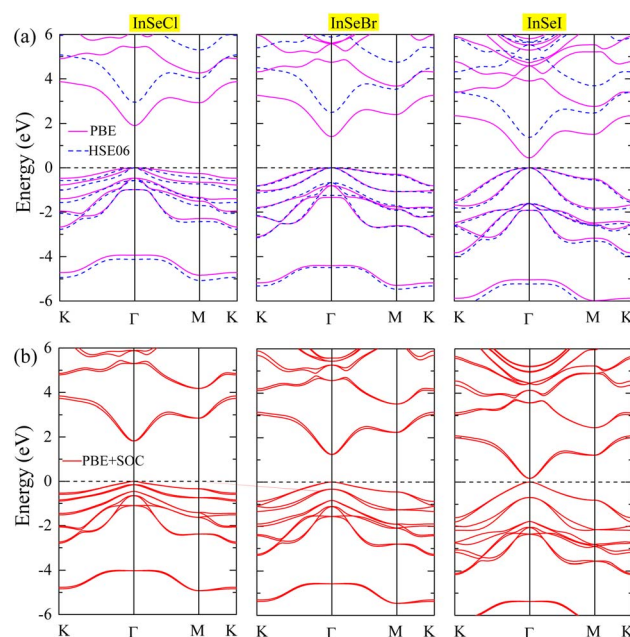 InSeCl InSeBr InSeI
(a)
6
4
2
0
-2
-4
-6
Energy (eV)
PBE
HSE06
K Γ M K K Γ M K K Γ M K
(b)
6
4
2
0
-2
-4
-6
Energy (eV)
PBE+SOC
K Γ M K K Γ M K K Γ M K